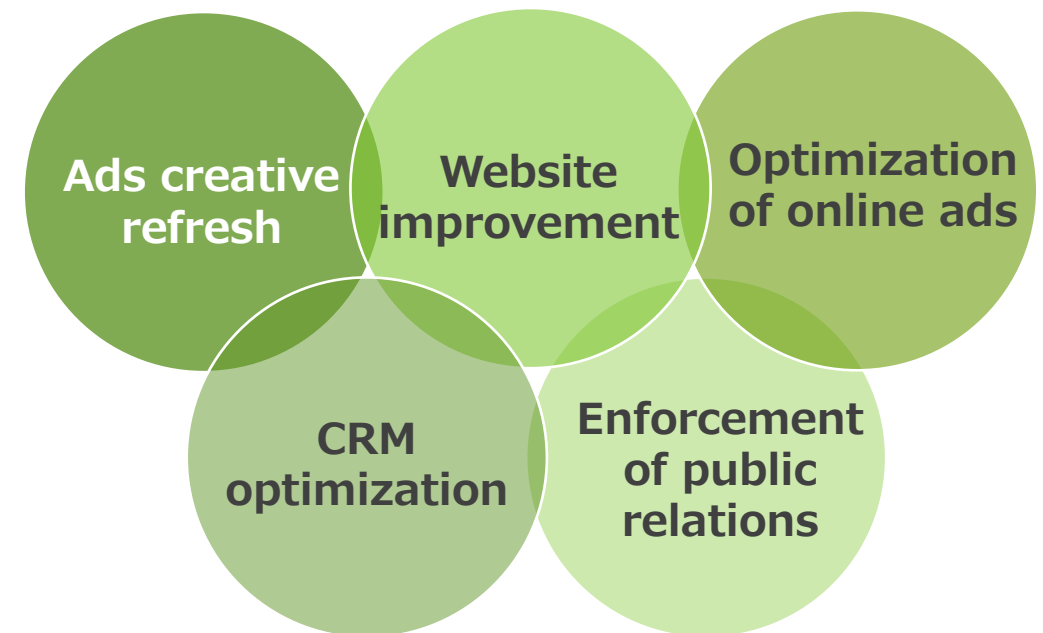 Ads creative
refresh
Website
improvement
Optimization
of online ads
CRM
optimization
Enforcement
of public
relations